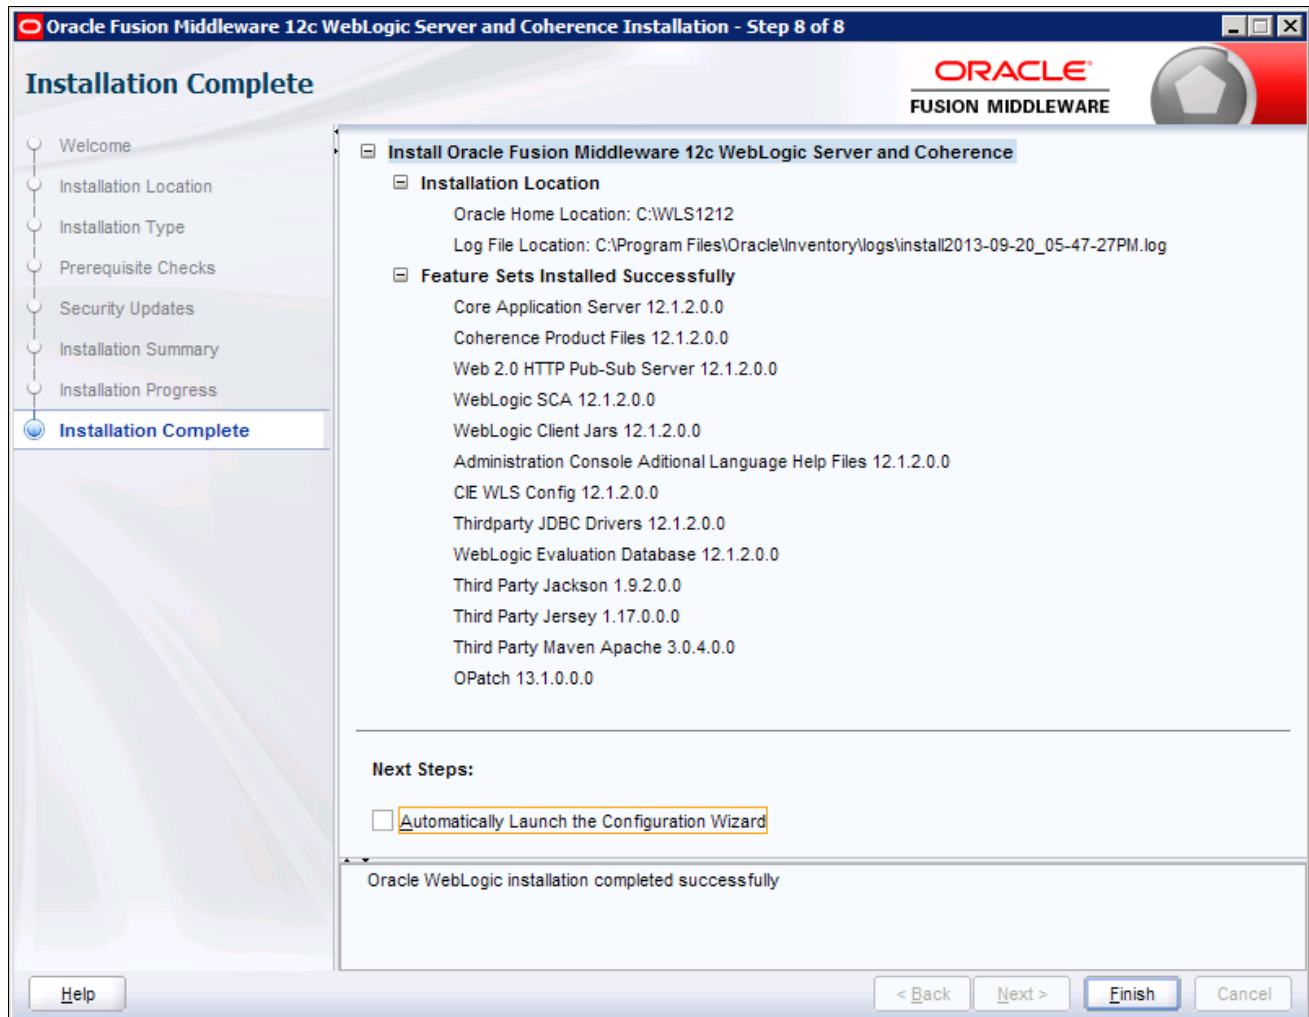 Oracle Fusion Middleware 12c WebLogic Server and Coherence Installation - Step 8 of 8
Installation Complete
ORACLE
FUSION MIDDLEWARE
Welcome
Installation Location
Installation Type
Prerequisite Checks
Security Updates
Installation Summary
Installation Progress
Installation Complete
Install Oracle Fusion Middleware 12c WebLogic Server and Coherence
Installation Location
Oracle Home Location: C:\WLS1212
Log File Location: C:\Program Files\Oracle\Inventory\logs\install2013-09-20_05-47-27PM.log
Feature Sets Installed Successfully
Core Application Server 12.1.2.0.0
Coherence Product Files 12.1.2.0.0
Web 2.0 HTTP Pub-Sub Server 12.1.2.0.0
WebLogic SCA 12.1.2.0.0
WebLogic Client Jars 12.1.2.0.0
Administration Console Aditional Language Help Files 12.1.2.0.0
CIE WLS Config 12.1.2.0.0
Thirdparty JDBC Drivers 12.1.2.0.0
WebLogic Evaluation Database 12.1.2.0.0
Third Party Jackson 1.9.2.0.0
Third Party Jersey 1.17.0.0.0
Third Party Maven Apache 3.0.4.0.0
OPatch 13.1.0.0.0
Next Steps:
Automatically Launch the Configuration Wizard
Oracle WebLogic installation completed successfully
Help
< Back
Next >
Finish
Cancel